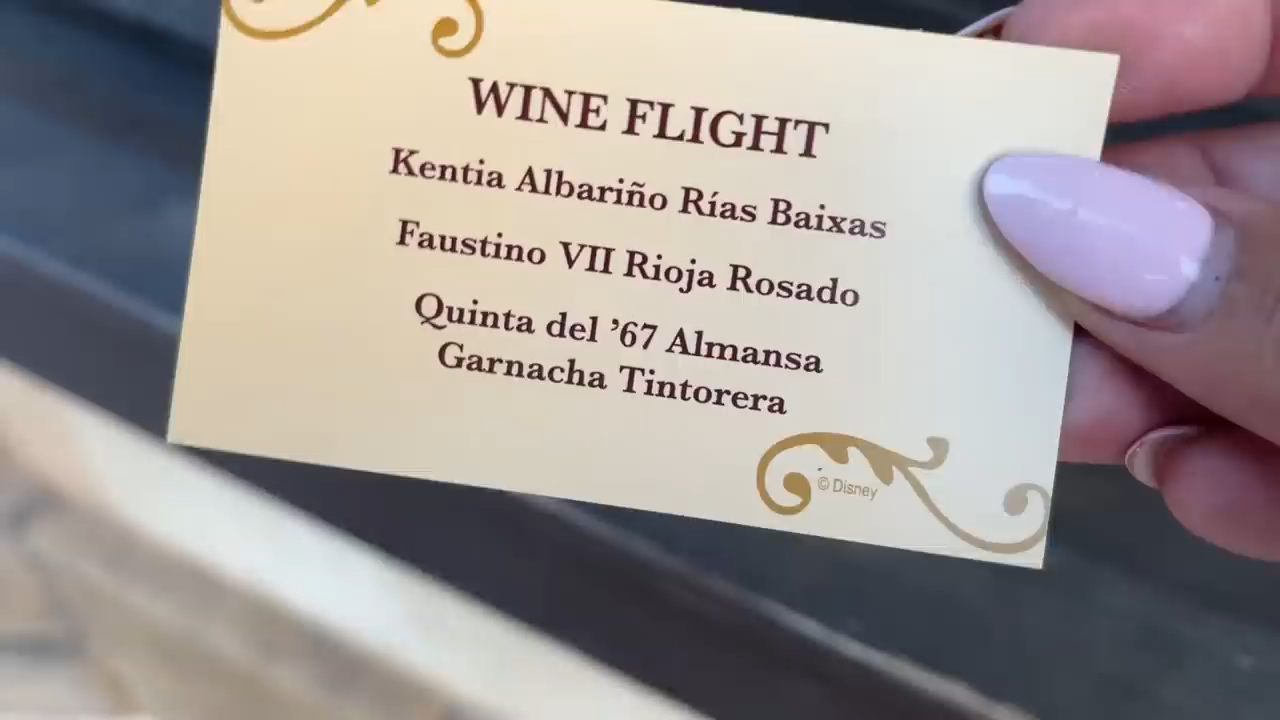 WINE FLIGHT
Kentia Albariño Rías Baixas
Faustino VII Rioja Rosado
Quinta del ’67 Almansa
Garnacha Tintorera
© Disney